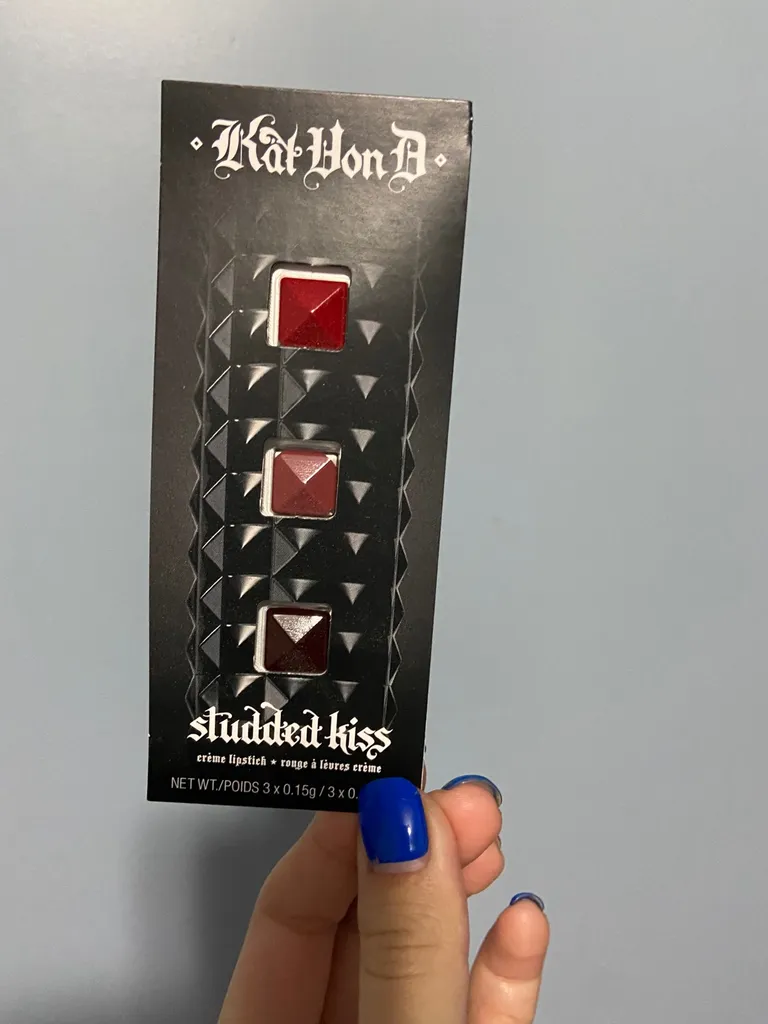 Kat Von D
studded kiss
crème lipstick ★ rouge à lèvres crème
NET WT./POIDS 3 x 0.15g / 3 x 0.